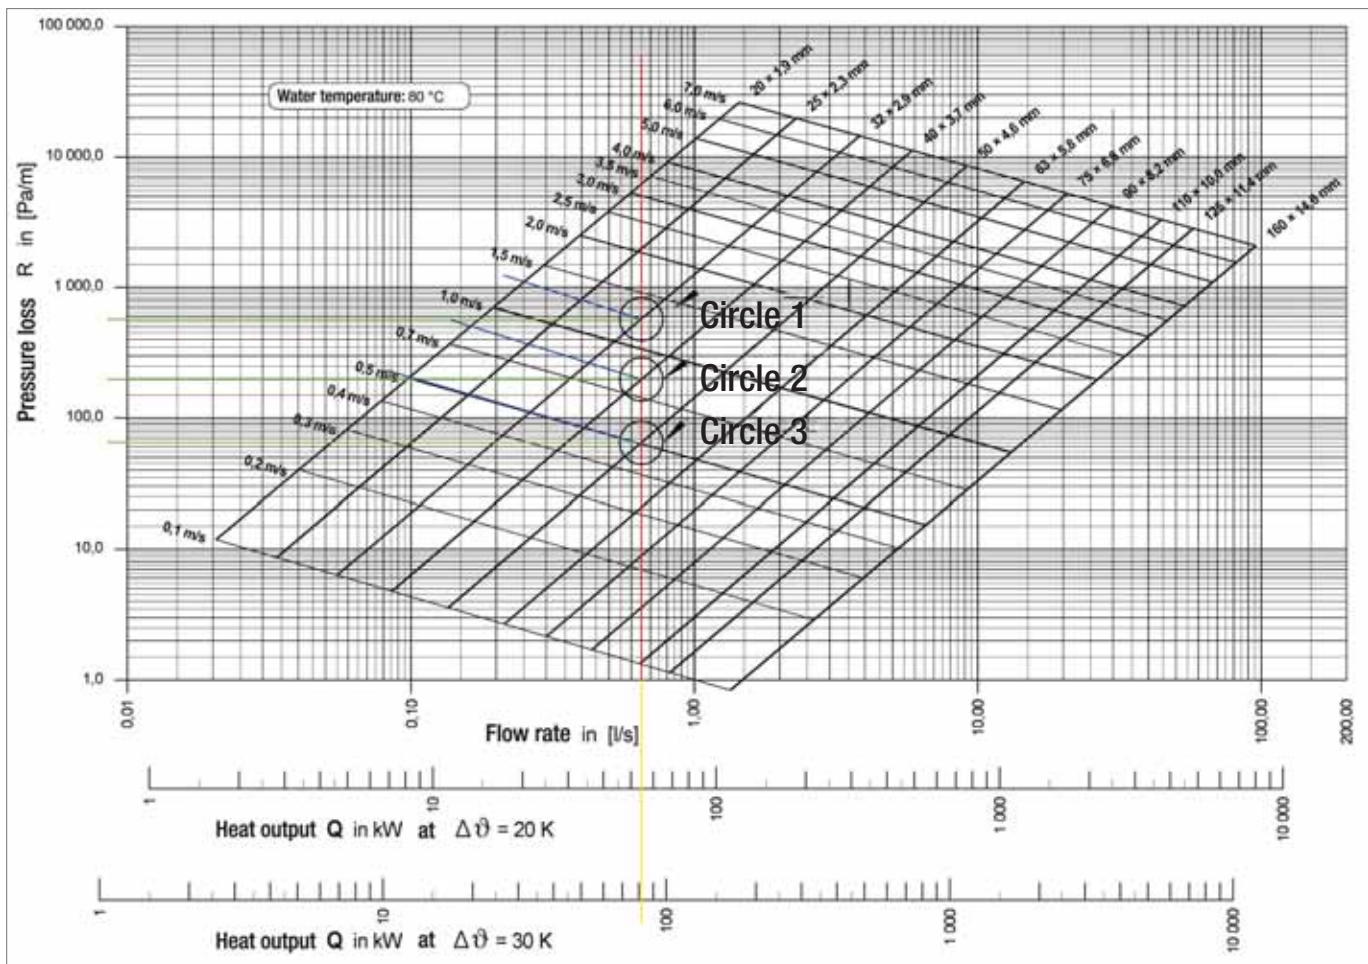 100 000,0
10 000,0
1 000,0
100,0
10,0
1,0
Pressure loss R in [Pa/m]
Water temperature: 80 °C
7,0 m/s
6,0 m/s
5,0 m/s
4,0 m/s
3,5 m/s
3,0 m/s
2,5 m/s
2,0 m/s
1,5 m/s
1,0 m/s
0,7 m/s
0,5 m/s
0,4 m/s
0,3 m/s
0,2 m/s
0,1 m/s
20 × 1,9 mm
25 × 2,3 mm
32 × 2,9 mm
40 × 3,7 mm
50 × 4,6 mm
63 × 5,8 mm
75 × 6,8 mm
90 × 8,2 mm
110 × 10,0 mm
125 × 11,4 mm
160 × 14,6 mm
Circle 1
Circle 2
Circle 3
0.01
0.10
1.00
10.00
100.00
200,00
Flow rate in [l/s]
1
10
100
1 000
10 000
Heat output Q in kW at Δϑ = 20 K
1
10
100
1 000
10 000
Heat output Q in kW at Δϑ = 30 K